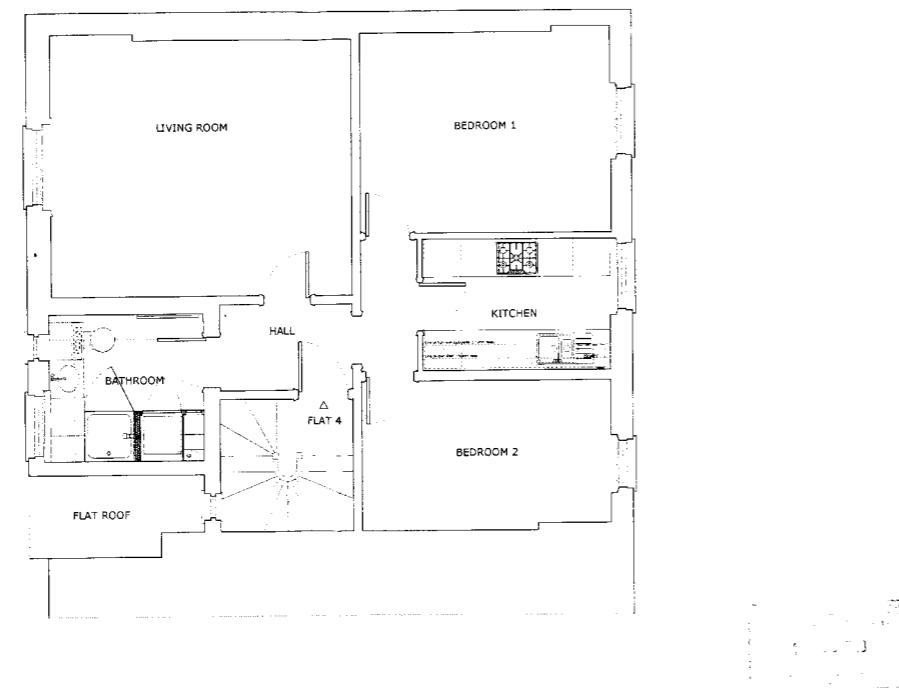 LIVING ROOM
BEDROOM 1
KITCHEN
HALL
BATHROOM
FLAT 4
BEDROOM 2
FLAT ROOF